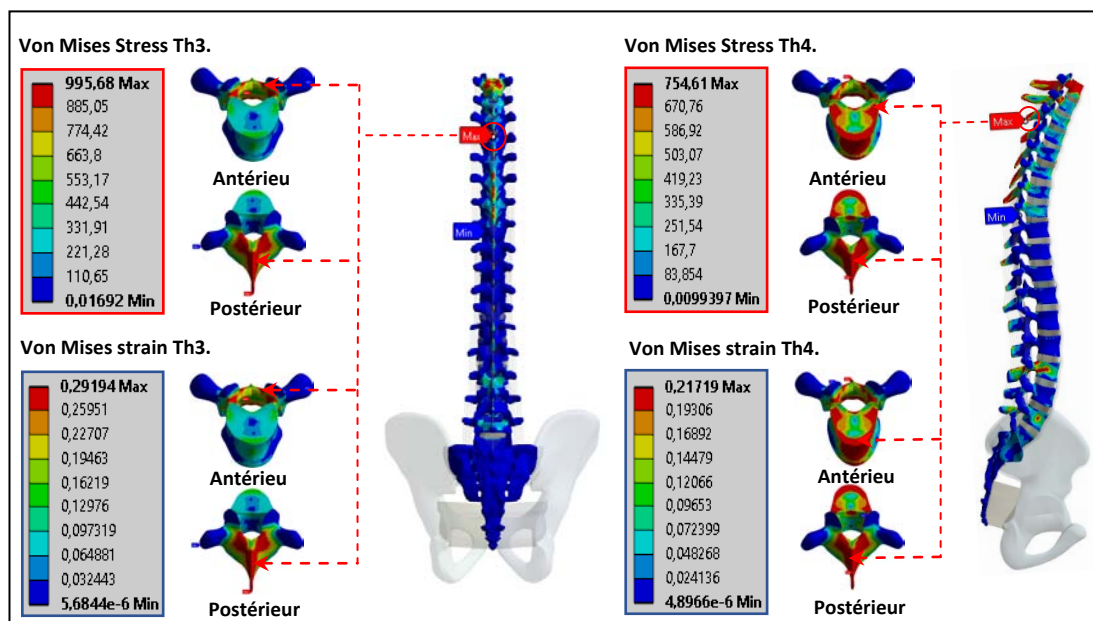 Von Mises Stress Th3.
995,68 Max
885,05
774,42
663,8
553,17
442,54
331,91
221,28
110,65
0,01692 Min
Antérieu
Postérieur
Max
Min
Von Mises strain Th3.
0,29194 Max
0,25951
0,22707
0,19463
0,16219
0,12976
0,097319
0,064881
0,032443
5,6844e-6 Min
Antérieu
Postérieur
Von Mises Stress Th4.
754,61 Max
670,76
586,92
503,07
419,23
335,39
251,54
167,7
83,854
0,0099397 Min
Antérieu
Postérieur
Max
Min
Von Mises strain Th4.
0,21719 Max
0,19306
0,16892
0,14479
0,12066
0,09653
0,072399
0,048268
0,024136
4,8966e-6 Min
Antérieu
Postérieur